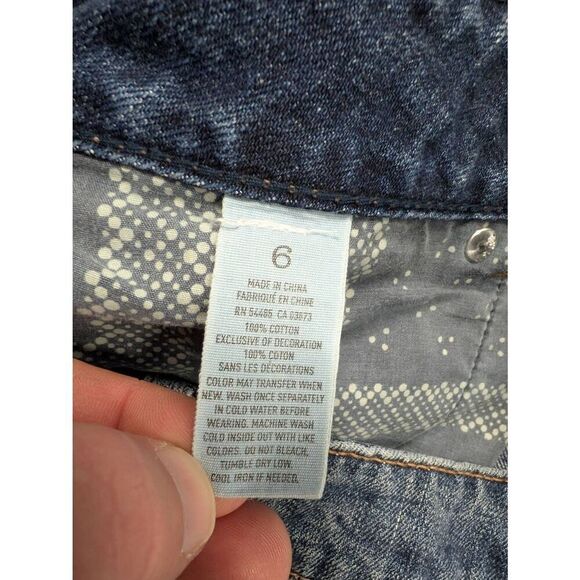 6
MADE IN CHINA
FABRIQUÉ EN CHINE
RN 54485 CA 03873
100% COTTON
EXCLUSIVE OF DECORATION
100% COTON
SANS LES DÉCORATIONS
COLOR MAY TRANSFER WHEN
NEW. WASH ONCE SEPARATELY
IN COLD WATER BEFORE
WEARING. MACHINE WASH
COLD INSIDE OUT WITH LIKE
COLORS. DO NOT BLEACH.
TUMBLE DRY LOW.
COOL IRON IF NEEDED.